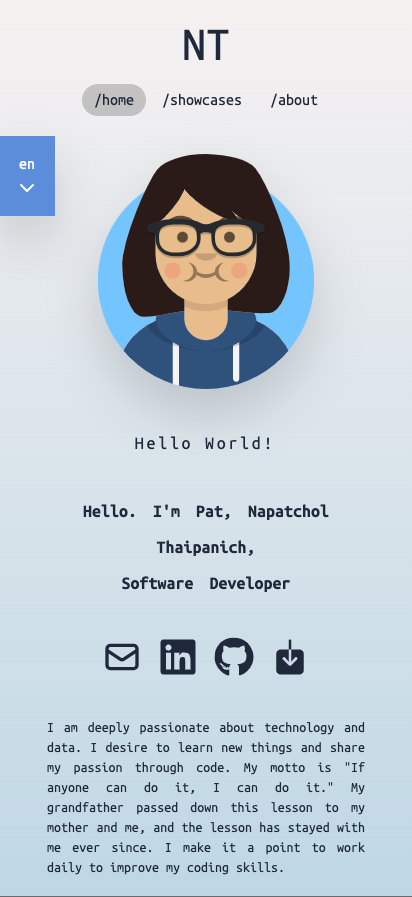 NT
/home /showcases /about
en
Hello World!
Hello. I'm Pat, Napatchol
Thaipanich,
Software Developer
in
I am deeply passionate about technology and
data. I desire to learn new things and share
my passion through code. My motto is "If
anyone can do it, I can do it." My
grandfather passed down this lesson to my
mother and me, and the lesson has stayed with
me ever since. I make it a point to work
daily to improve my coding skills.